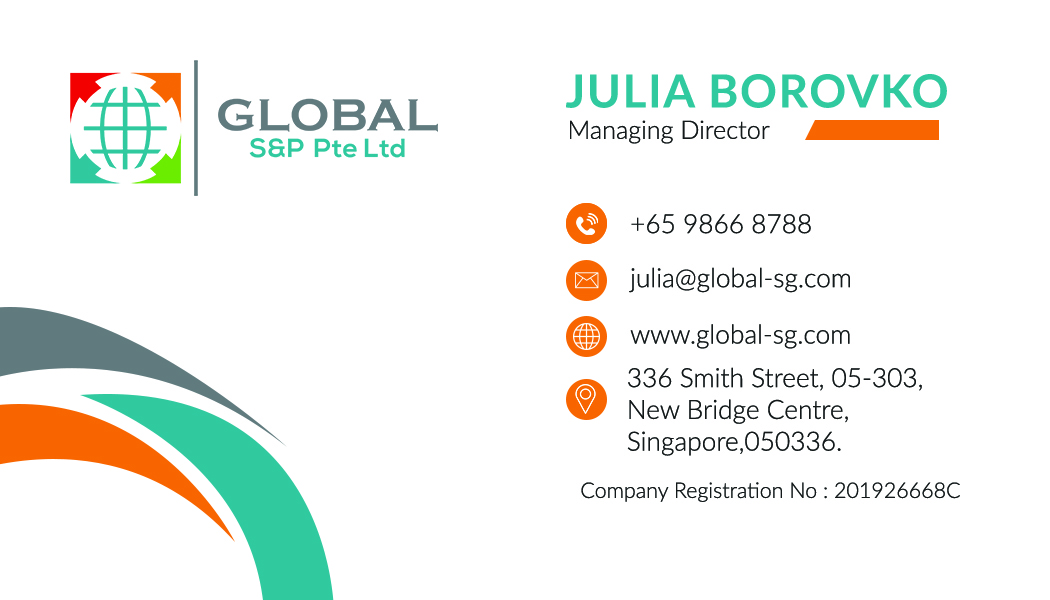 GLOBAL
S&P Pte Ltd
JULIA BOROVKO
Managing Director
+65 9866 8788
julia@global-sg.com
www.global-sg.com
336 Smith Street, 05-303,
New Bridge Centre,
Singapore,050336.
Company Registration No : 201926668C